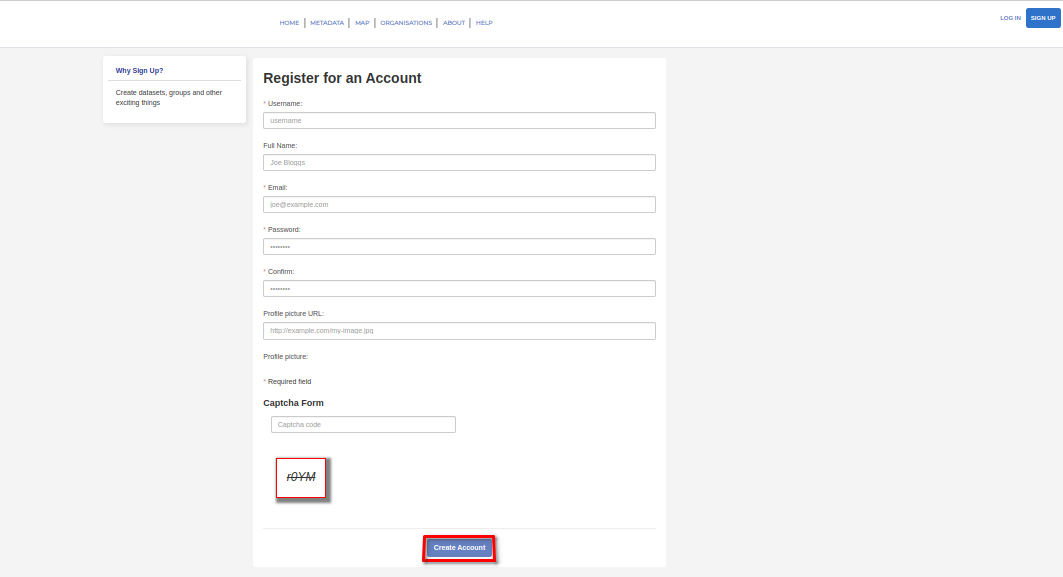 HOME | METADATA | MAP | ORGANISATIONS | ABOUT | HELP
LOG IN SIGN UP
Why Sign Up?
Create datasets, groups and other
exciting things
Register for an Account
* Username:
username
Full Name:
Joe Bloggs
* Email:
joe@example.com
* Password:
••••••••
* Confirm:
••••••••
Profile picture URL:
http://example.com/my-image.jpg
Profile picture:
* Required field
Captcha Form
Captcha code
r0YM
Create Account